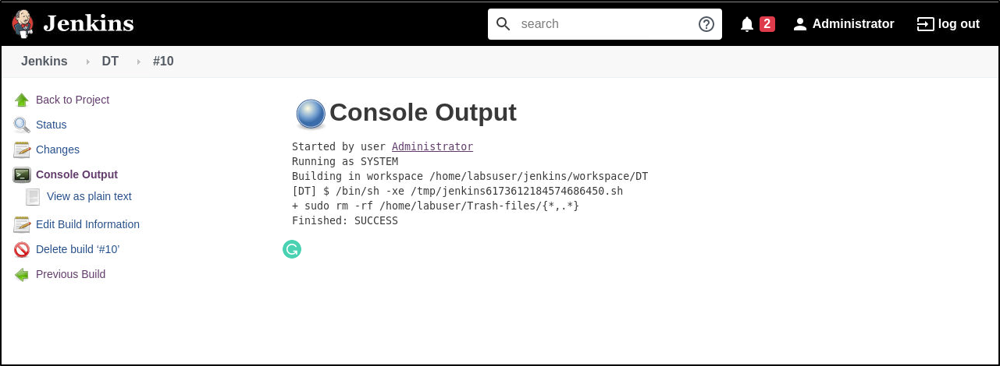 Jenkins
search
2
Administrator
log out
Jenkins DT #10
Back to Project
Status
Changes
Console Output
View as plain text
Edit Build Information
Delete build ‘#10’
Previous Build
Console Output
Started by user Administrator
Running as SYSTEM
Building in workspace /home/labsuser/jenkins/workspace/DT
[DT] $ /bin/sh -xe /tmp/jenkins6173612184574686450.sh
+ sudo rm -rf /home/labuser/Trash-files/{*,.*}
Finished: SUCCESS